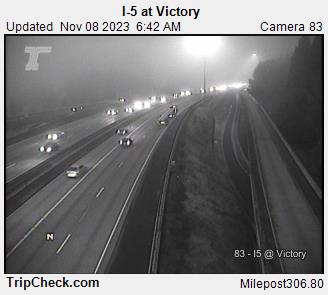 I-5 at Victory
Updated Nov 08 2023 6:42 AM Camera 83
T
N
83 - I5 @ Victory
TripCheck.com Milepost306.80